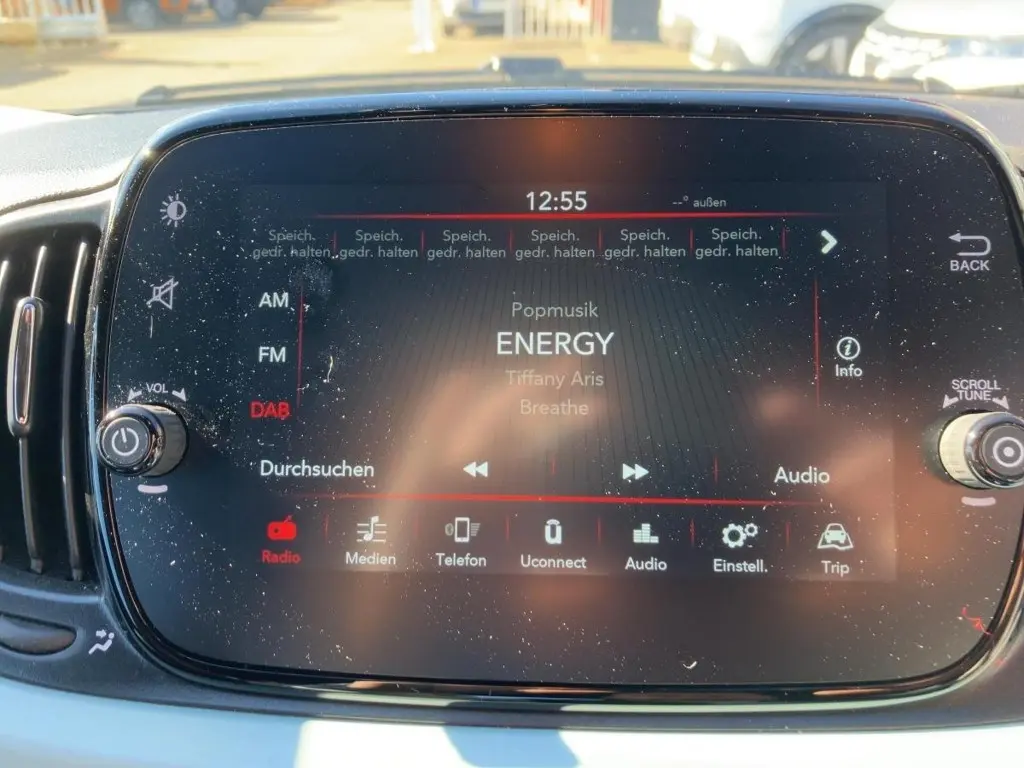 12:55
--° außen
Speich. gedr. halten
Speich. gedr. halten
Speich. gedr. halten
Speich. gedr. halten
Speich. gedr. halten
Speich. gedr. halten
BACK
AM
FM
DAB
Popmusik
ENERGY
Tiffany Aris
Breathe
Info
VOL
SCROLL
TUNE
Durchsuchen
Audio
Radio
Medien
Telefon
Uconnect
Audio
Einstell.
Trip